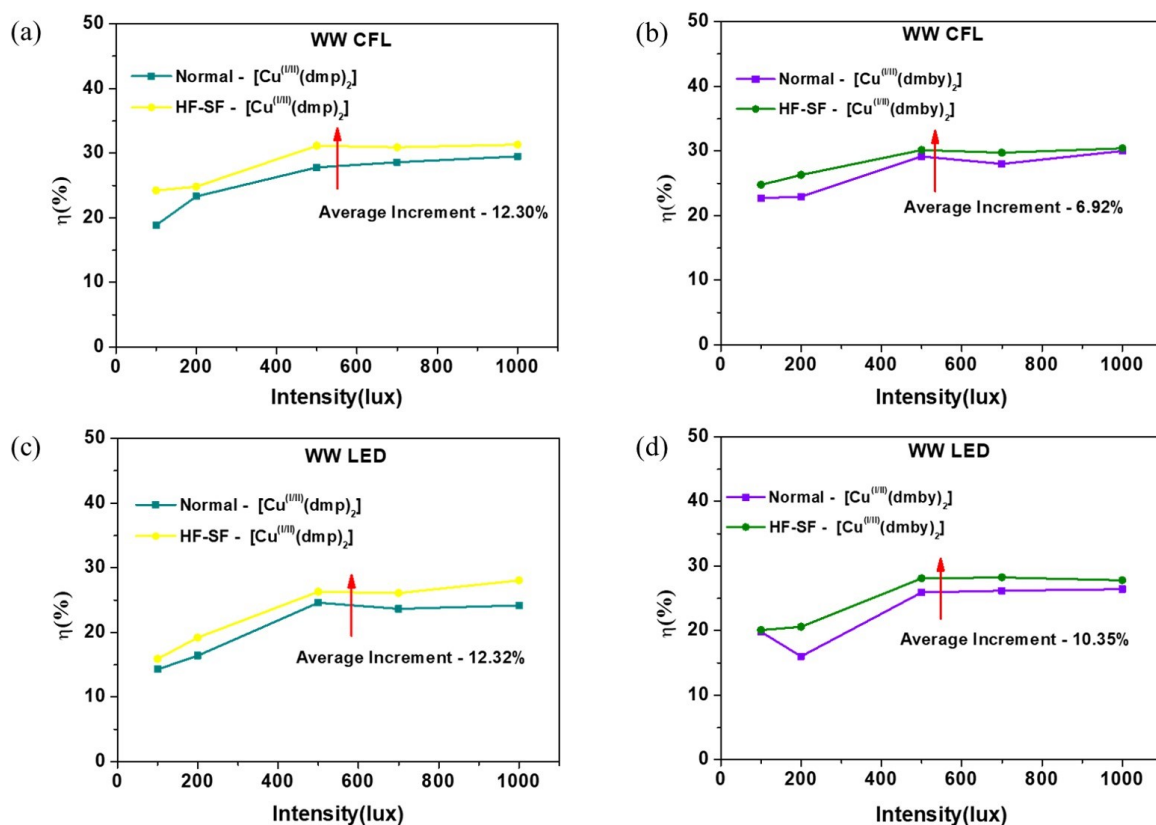 (a)
WW CFL
Normal - [Cu^(I/II)(dmp)₂]
HF-SF - [Cu^(I/II)(dmp)₂]
Average Increment - 12.30%
η(%)
50
40
30
20
10
0
0 200 400 600 800 1000
Intensity(lux)
(b)
WW CFL
Normal - [Cu^(I/II)(dmby)₂]
HF-SF - [Cu^(I/II)(dmby)₂]
Average Increment - 6.92%
η(%)
50
40
30
20
10
0
0 200 400 600 800 1000
Intensity(lux)
(c)
WW LED
Normal - [Cu^(I/II)(dmp)₂]
HF-SF - [Cu^(I/II)(dmp)₂]
Average Increment - 12.32%
η(%)
50
40
30
20
10
0
0 200 400 600 800 1000
Intensity(lux)
(d)
WW LED
Normal - [Cu^(I/II)(dmby)₂]
HF-SF - [Cu^(I/II)(dmby)₂]
Average Increment - 10.35%
η(%)
50
40
30
20
10
0
0 200 400 600 800 1000
Intensity(lux)